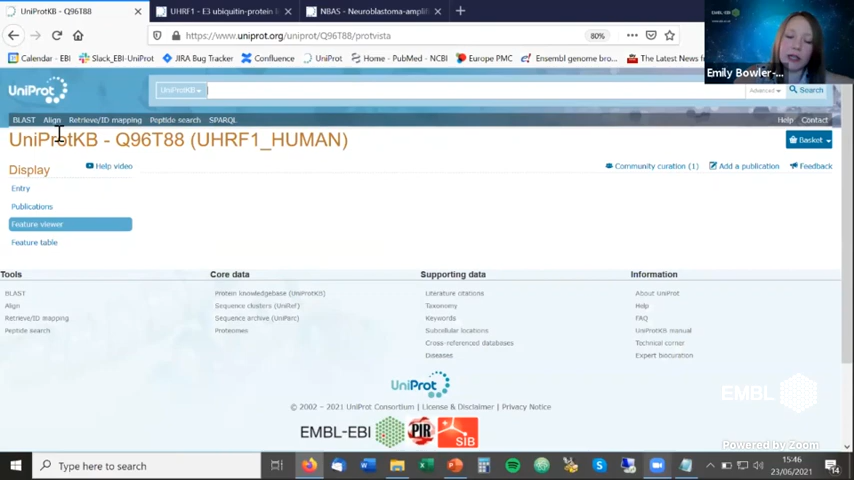 UniProtKB - Q96T88
UHRF1 - E3 ubiquitin-protein l
NBAS - Neuroblastoma-amplif
https://www.uniprot.org/uniprot/Q96T88/protvista
80%
Calendar - EBI
Slack_EBI-UniProt
JIRA Bug Tracker
Confluence
UniProt
Home - PubMed - NCBI
Europe PMC
Ensembl genome brow
The Latest News f
EMBL-EBI
Emily Bowler-...
UniProt
UniProtKB
Advanced
Search
BLAST Align Retrieve/ID mapping Peptide search SPARQL
Help Contact
UniProtKB - Q96T88 (UHRF1_HUMAN)
Basket
Display
Help video
Community curation (1)
Add a publication
Feedback
Entry
Publications
Feature viewer
Feature table
Tools
BLAST
Align
Retrieve/ID mapping
Peptide search
Core data
Protein knowledgebase (UniProtKB)
Sequence clusters (UniRef)
Sequence archive (UniParc)
Proteomes
Supporting data
Literature citations
Taxonomy
Keywords
Subcellular locations
Cross-referenced databases
Diseases
Information
About UniProt
Help
FAQ
UniProtKB manual
Technical corner
Expert biocuration
UniProt
© 2002 – 2021 UniProt Consortium | License & Disclaimer | Privacy Notice
EMBL-EBI
PIR
SIB
EMBL
Powered by Zoom
Type here to search
15:46
23/06/2021
14